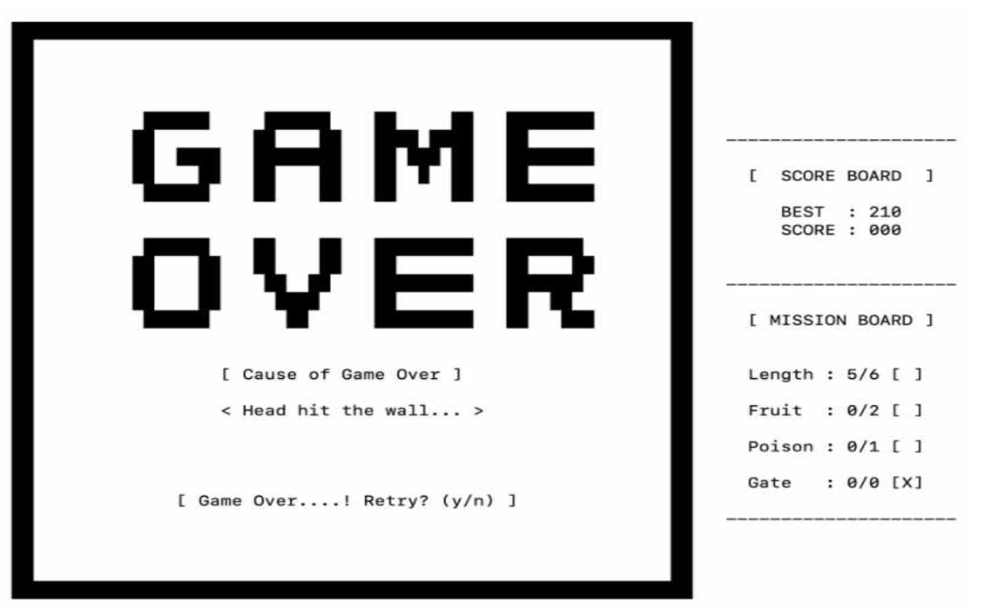 GAME
OVER
[ Cause of Game Over ]
< Head hit the wall... >
[ Game Over....! Retry? (y/n) ]
[ SCORE BOARD ]
BEST : 210
SCORE : 000
[ MISSION BOARD ]
Length : 5/6 [ ]
Fruit : 0/2 [ ]
Poison : 0/1 [ ]
Gate : 0/0 [X]